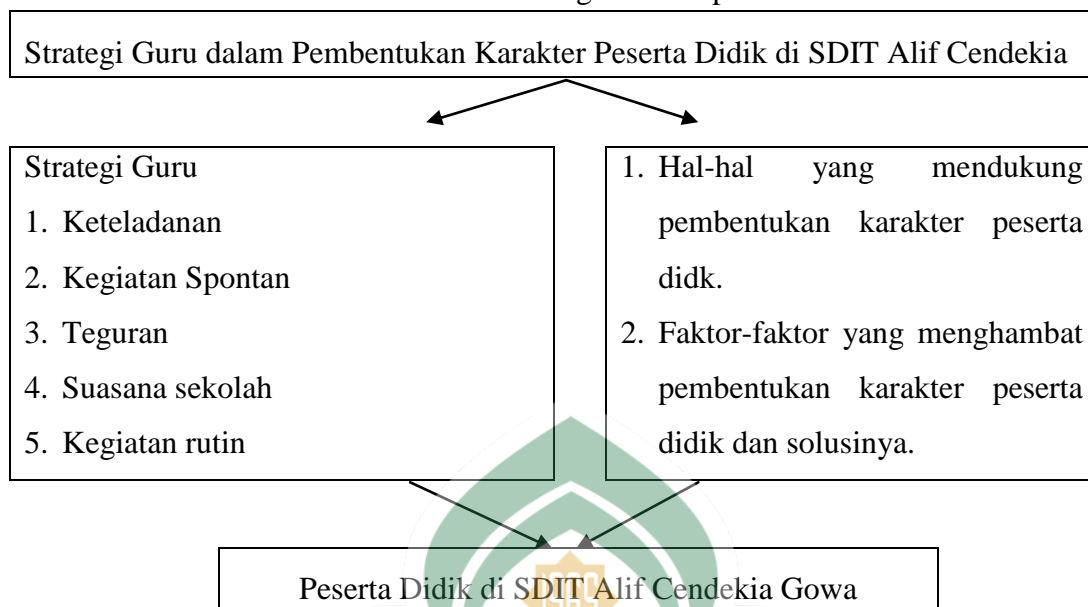 Strategi Guru dalam Pembentukan Karakter Peserta Didik di SDIT Alif Cendekia
Strategi Guru
1. Keteladanan
2. Kegiatan Spontan
3. Teguran
4. Suasana sekolah
5. Kegiatan rutin
1. Hal-hal yang mendukung
pembentukan karakter peserta
didk.
2. Faktor-faktor yang menghambat
pembentukan karakter peserta
didik dan solusinya.
Peserta Didik di SDIT Alif Cendekia Gowa